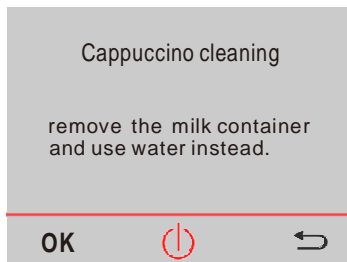 Cappuccino cleaning
remove the milk container
and use water instead.
OK